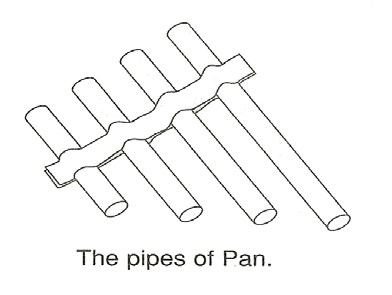 The pipes of Pan.